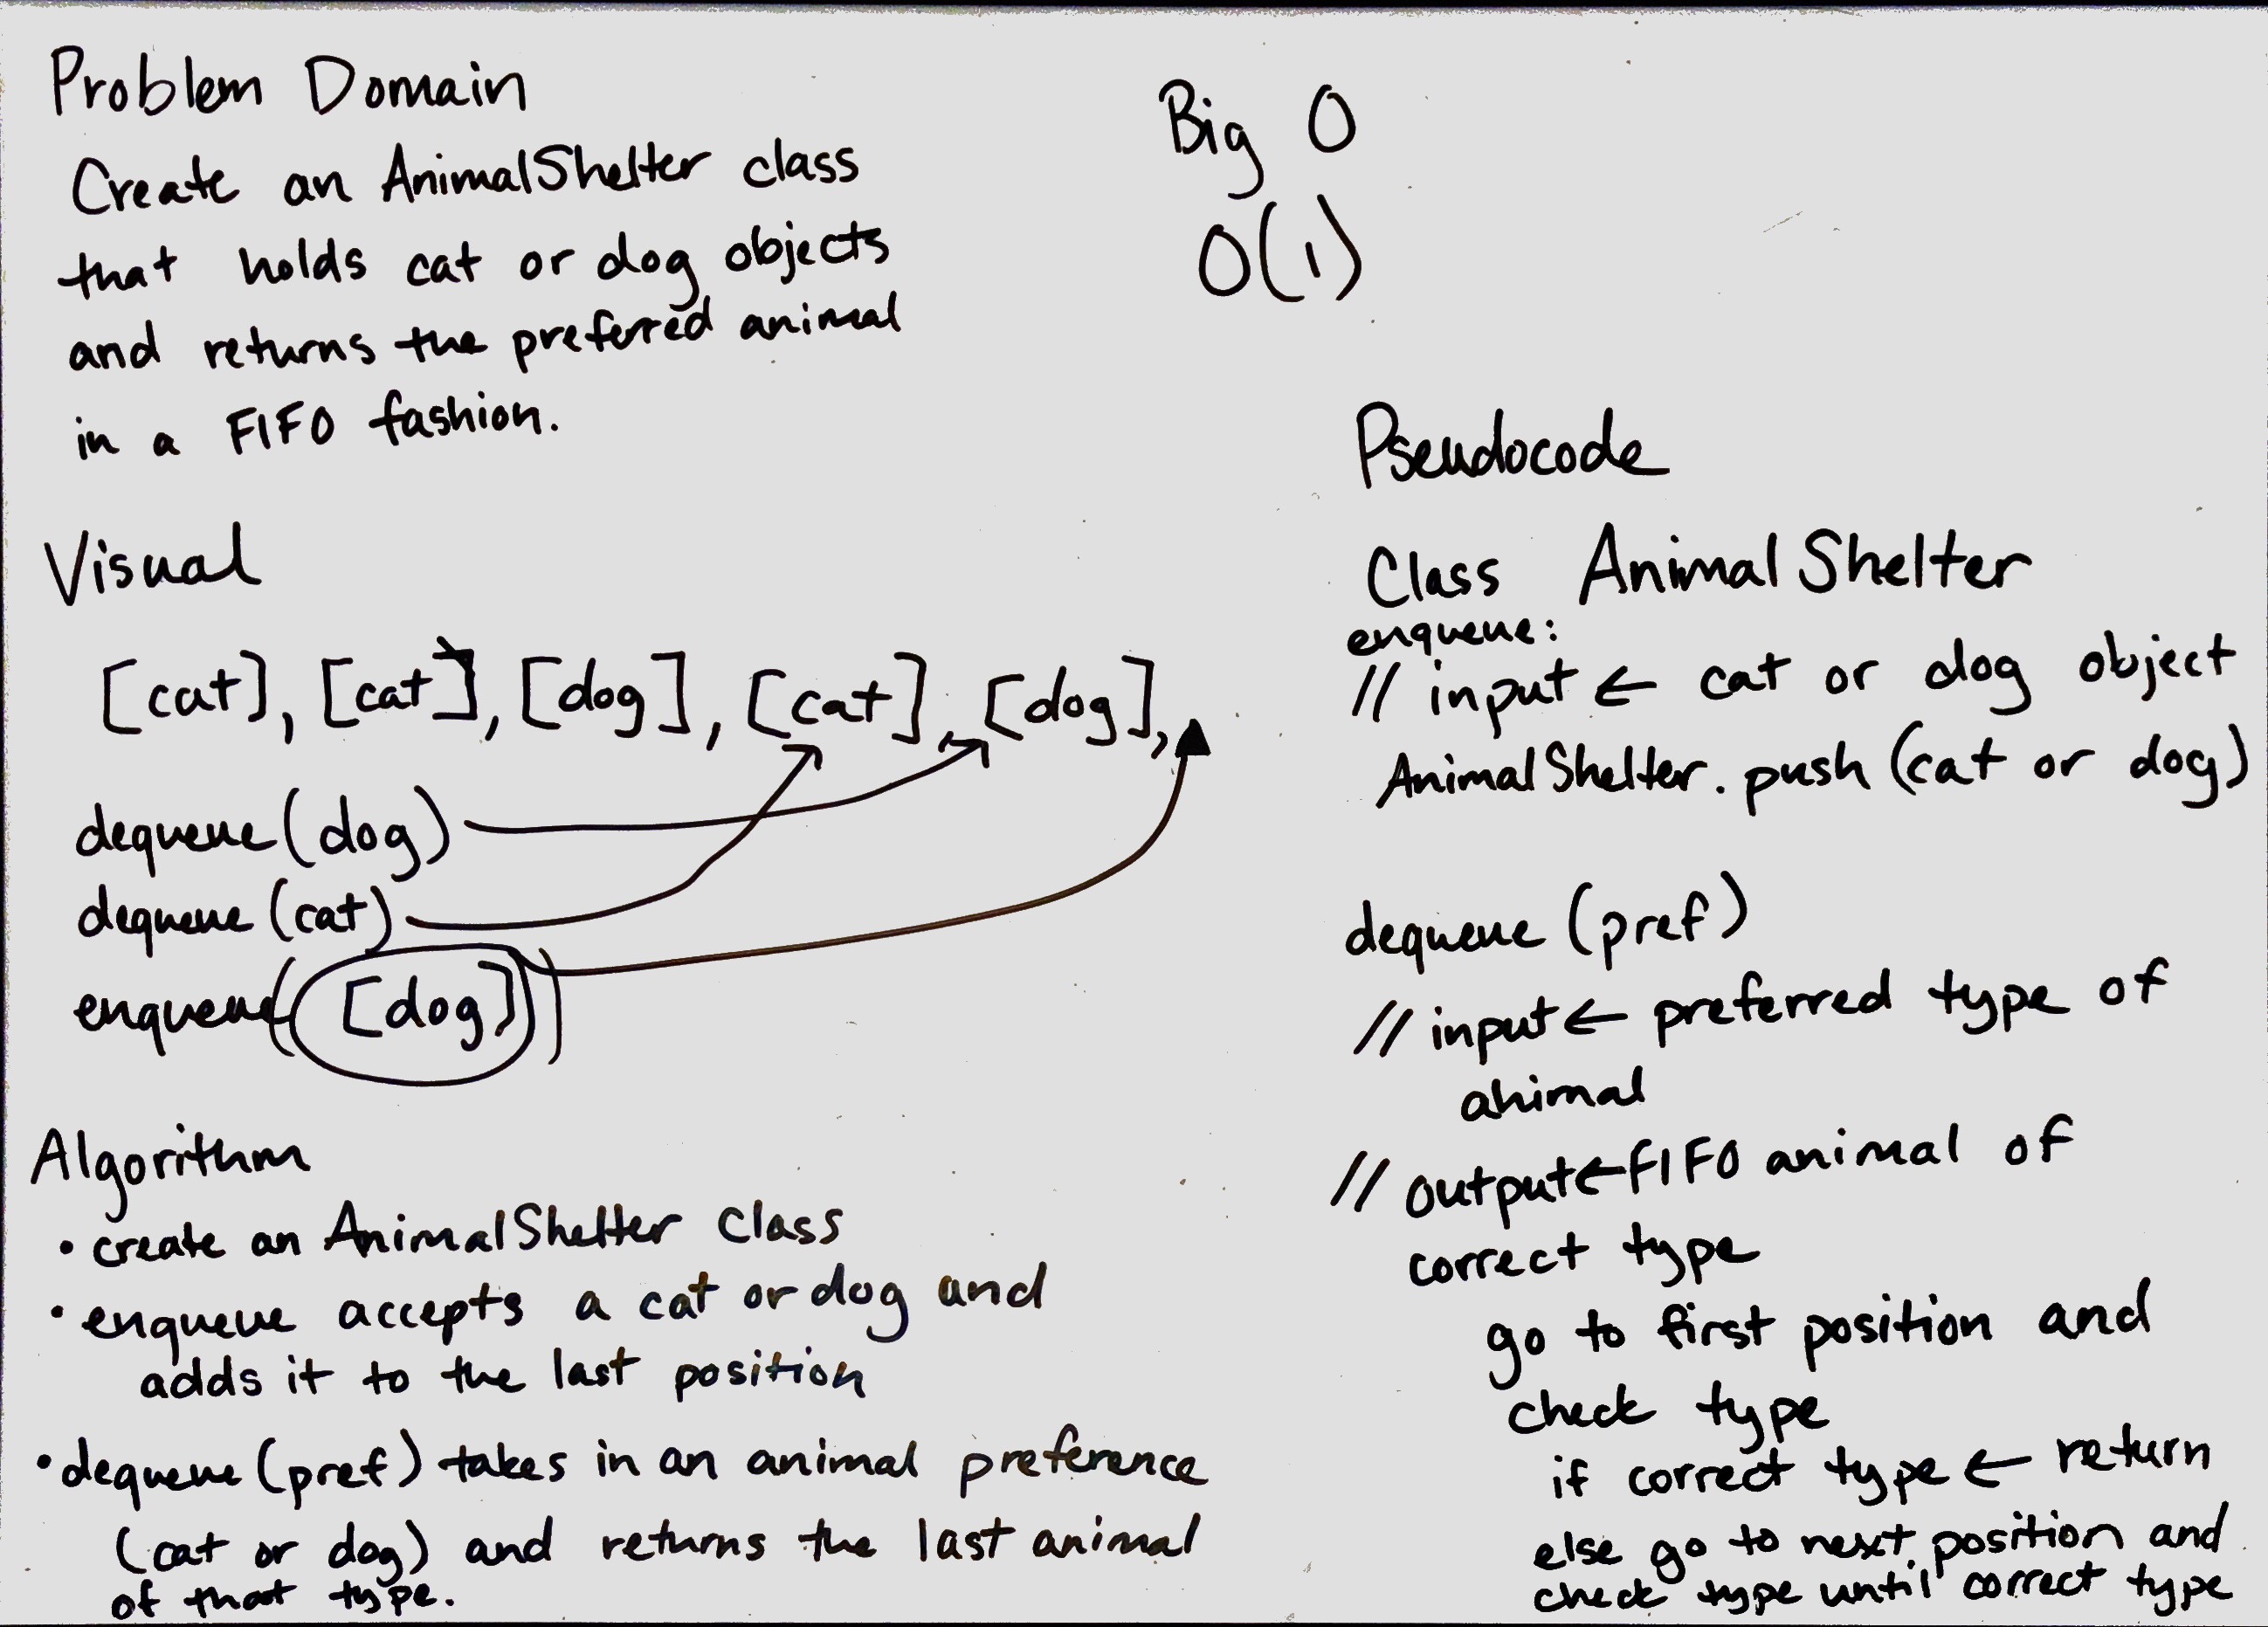 Problem Domain
Create an AnimalShelter class
that holds cat or dog objects
and returns the preferred animal
in a FIFO fashion.
Big O
O(1)
Visual
[cat], [cat], [dog], [cat], [dog],
dequeue(dog)
dequeue(cat)
enqueue([dog])
Algorithm
• create an AnimalShelter Class
• enqueue accepts a cat or dog and
adds it to the last position
• dequeue(pref) takes in an animal preference
(cat or dog) and returns the last animal
of that type.
Pseudocode
Class AnimalShelter
enqueue:
// input ← cat or dog object
AnimalShelter.push(cat or dog)
dequeue (pref)
// input ← preferred type of
animal
// output ← FIFO animal of
correct type
go to first position and
check type
if correct type ← return
else go to next position and
check type until correct type